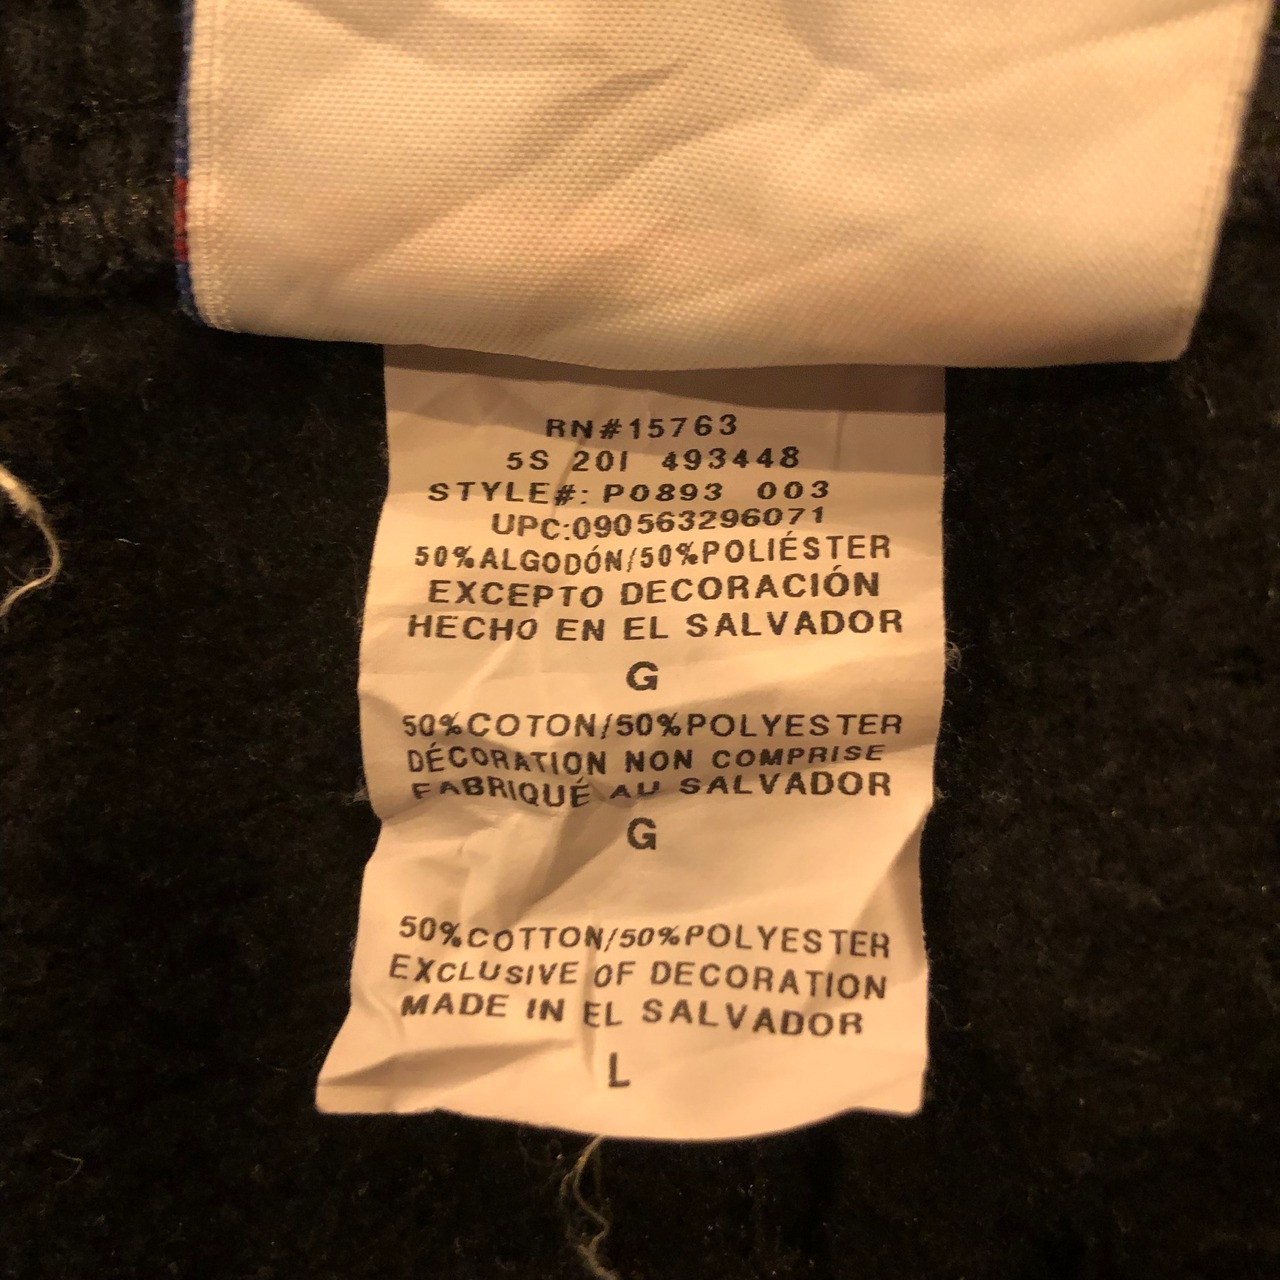 RN#15763
5S 201 493448
STYLE#: P0893 003
UPC:090563296071
50%ALGODÓN/50%POLIÉSTER
EXCEPTO DECORACIÓN
HECHO EN EL SALVADOR
G
50%COTON/50%POLYESTER
DÉCORATION NON COMPRISE
FABRIQUÉ AU SALVADOR
G
50%COTTON/50%POLYESTER
EXCLUSIVE OF DECORATION
MADE IN EL SALVADOR
L